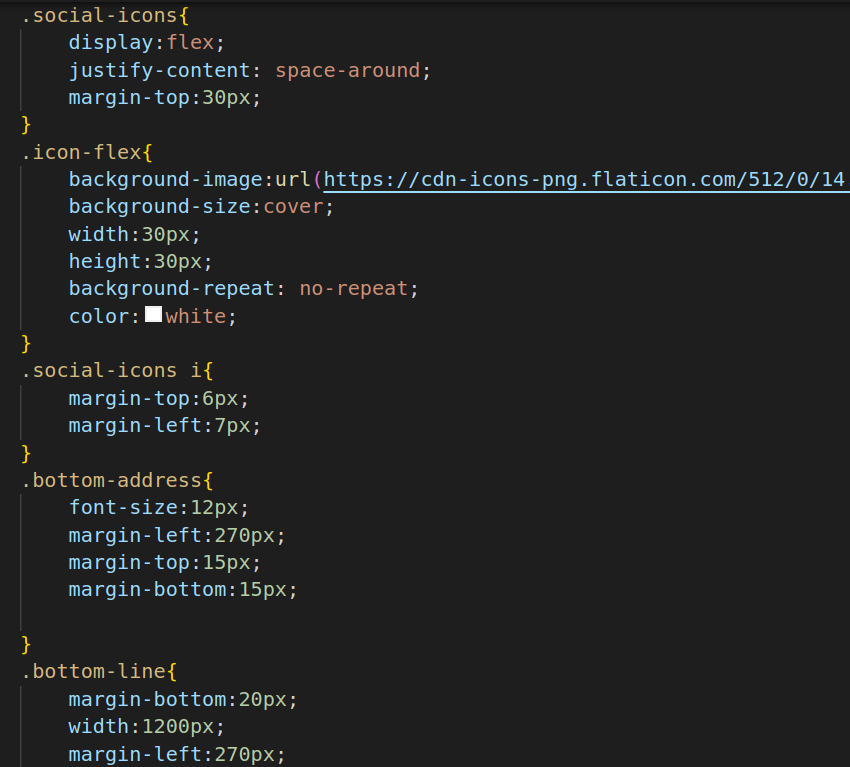 .social-icons{
    display:flex;
    justify-content: space-around;
    margin-top:30px;
}
.icon-flex{
    background-image:url(https://cdn-icons-png.flaticon.com/512/0/14
    background-size:cover;
    width:30px;
    height:30px;
    background-repeat: no-repeat;
    color:white;
}
.social-icons i{
    margin-top:6px;
    margin-left:7px;
}
.bottom-address{
    font-size:12px;
    margin-left:270px;
    margin-top:15px;
    margin-bottom:15px;

}
.bottom-line{
    margin-bottom:20px;
    width:1200px;
    margin-left:270px;